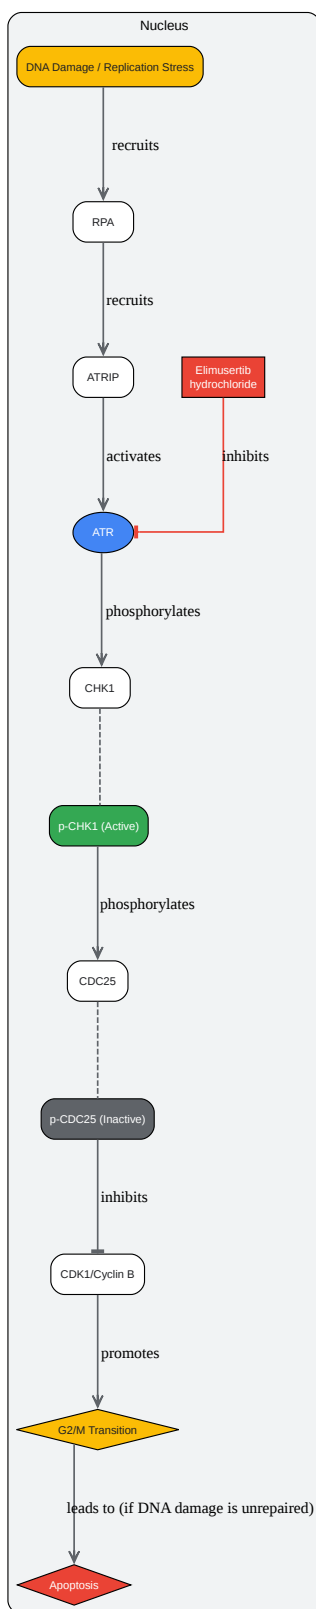 Nucleus
DNA Damage / Replication Stress
recruits
RPA
recruits
ATRIP
Elimusertib
hydrochloride
activates
inhibits
ATR
phosphorylates
CHK1
p-CHK1 (Active)
phosphorylates
CDC25
p-CDC25 (Inactive)
inhibits
CDK1/Cyclin B
promotes
G2/M Transition
leads to (if DNA damage is unrepaired)
Apoptosis